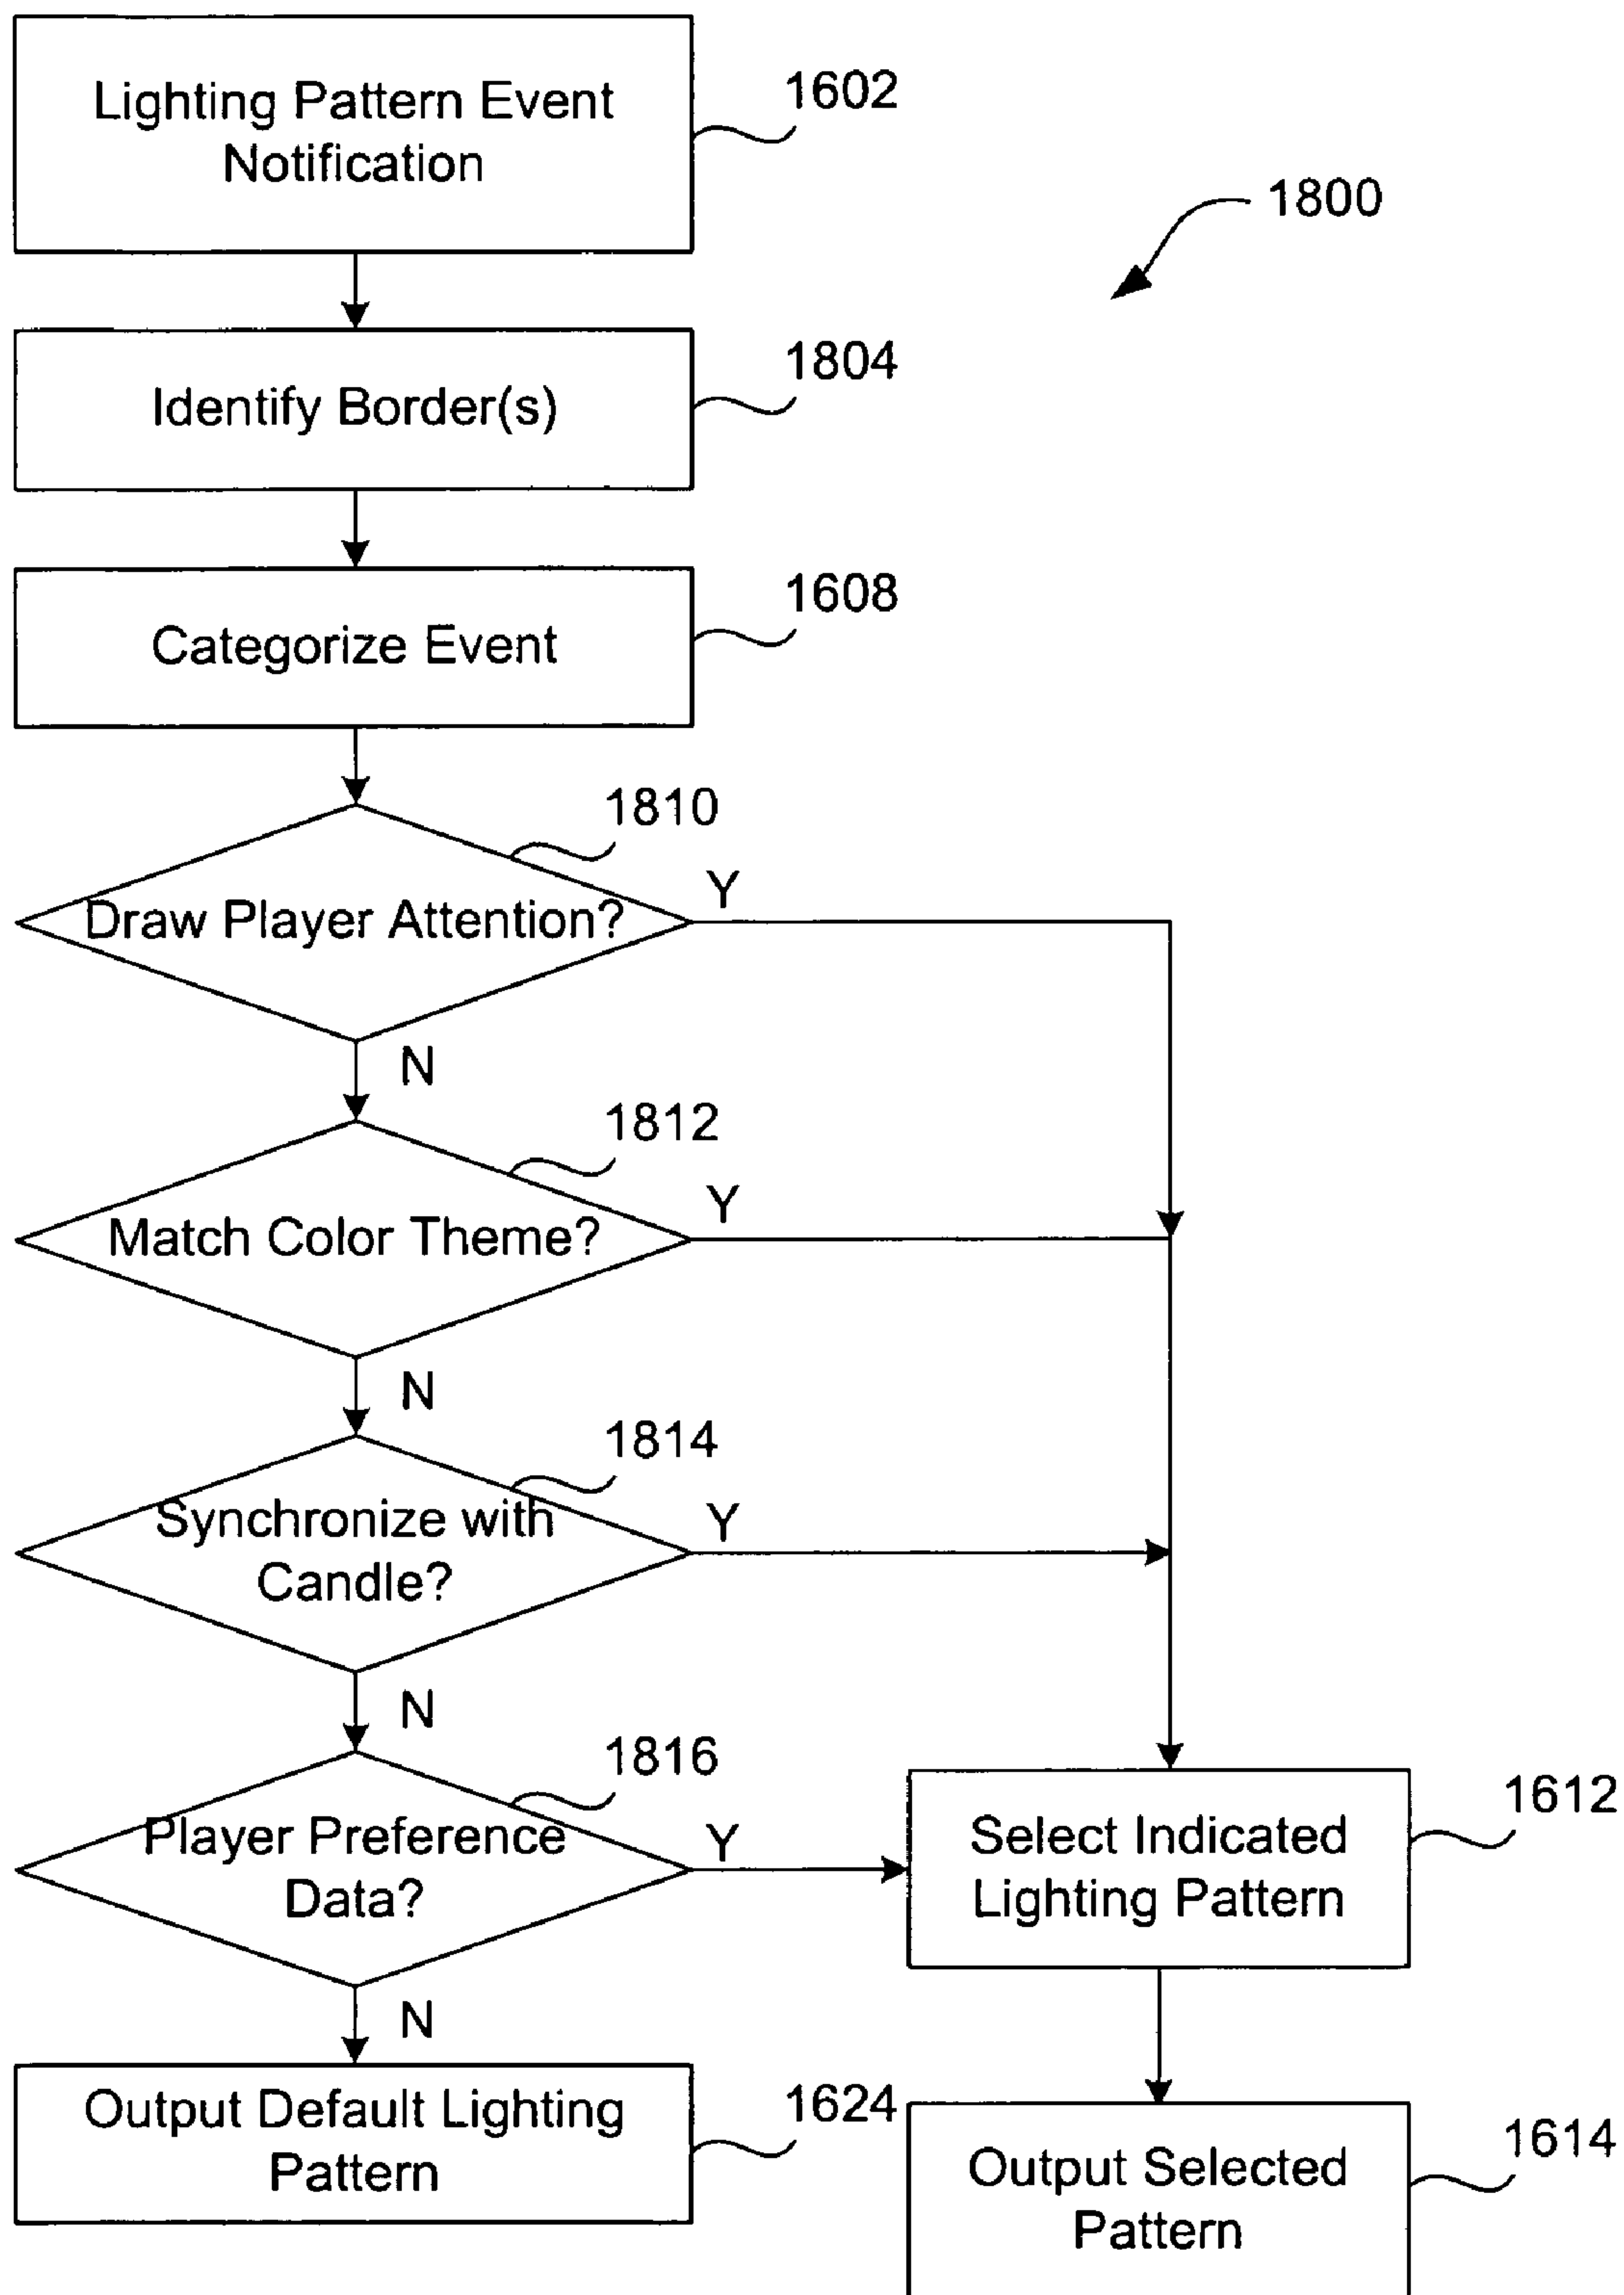 Lighting Pattern Event
Notification
1602
1800
Identify Border(s)
1804
Categorize Event
1608
1810
Draw Player Attention?
Y
N
1812
Match Color Theme?
Y
N
1814
Synchronize with
Candle?
Y
N
1816
Player Preference
Data?
Y
N
Select Indicated
Lighting Pattern
1612
Output Default Lighting
Pattern
1624
Output Selected
Pattern
1614